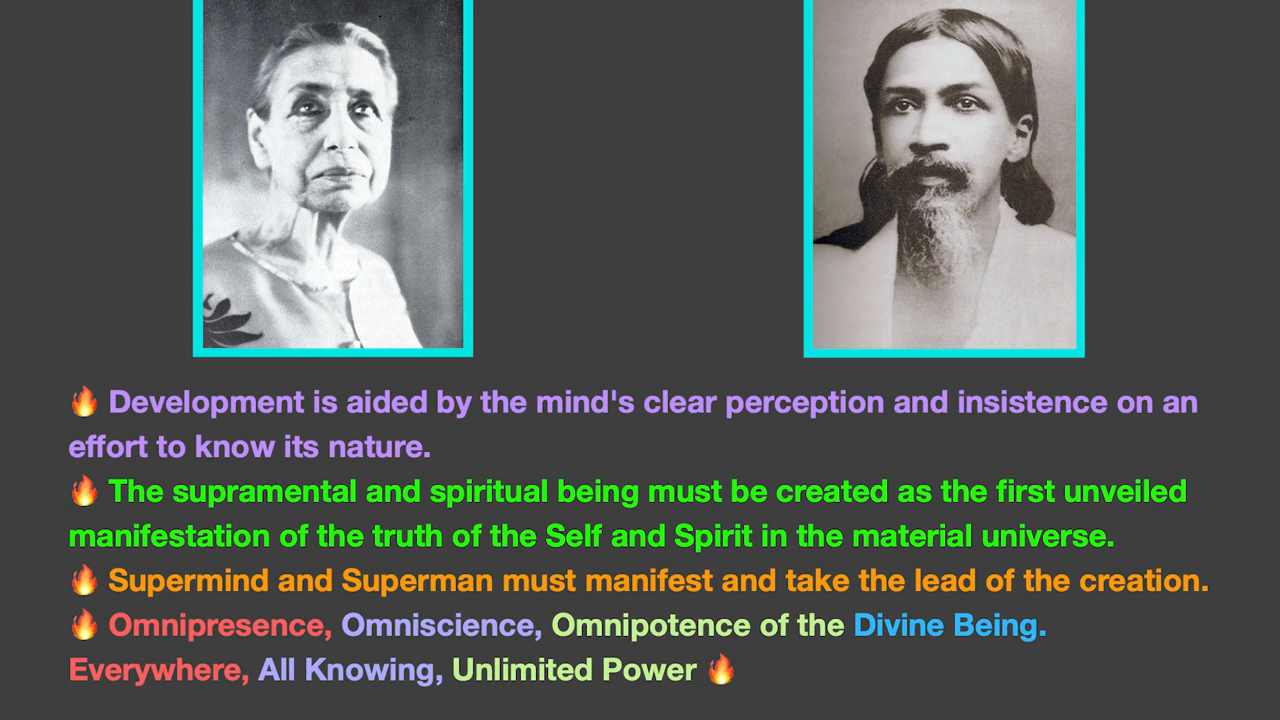 🔥 Development is aided by the mind's clear perception and insistence on an
effort to know its nature.
🔥 The supramental and spiritual being must be created as the first unveiled
manifestation of the truth of the Self and Spirit in the material universe.
🔥 Supermind and Superman must manifest and take the lead of the creation.
🔥 Omnipresence, Omniscience, Omnipotence of the Divine Being.
Everywhere, All Knowing, Unlimited Power 🔥